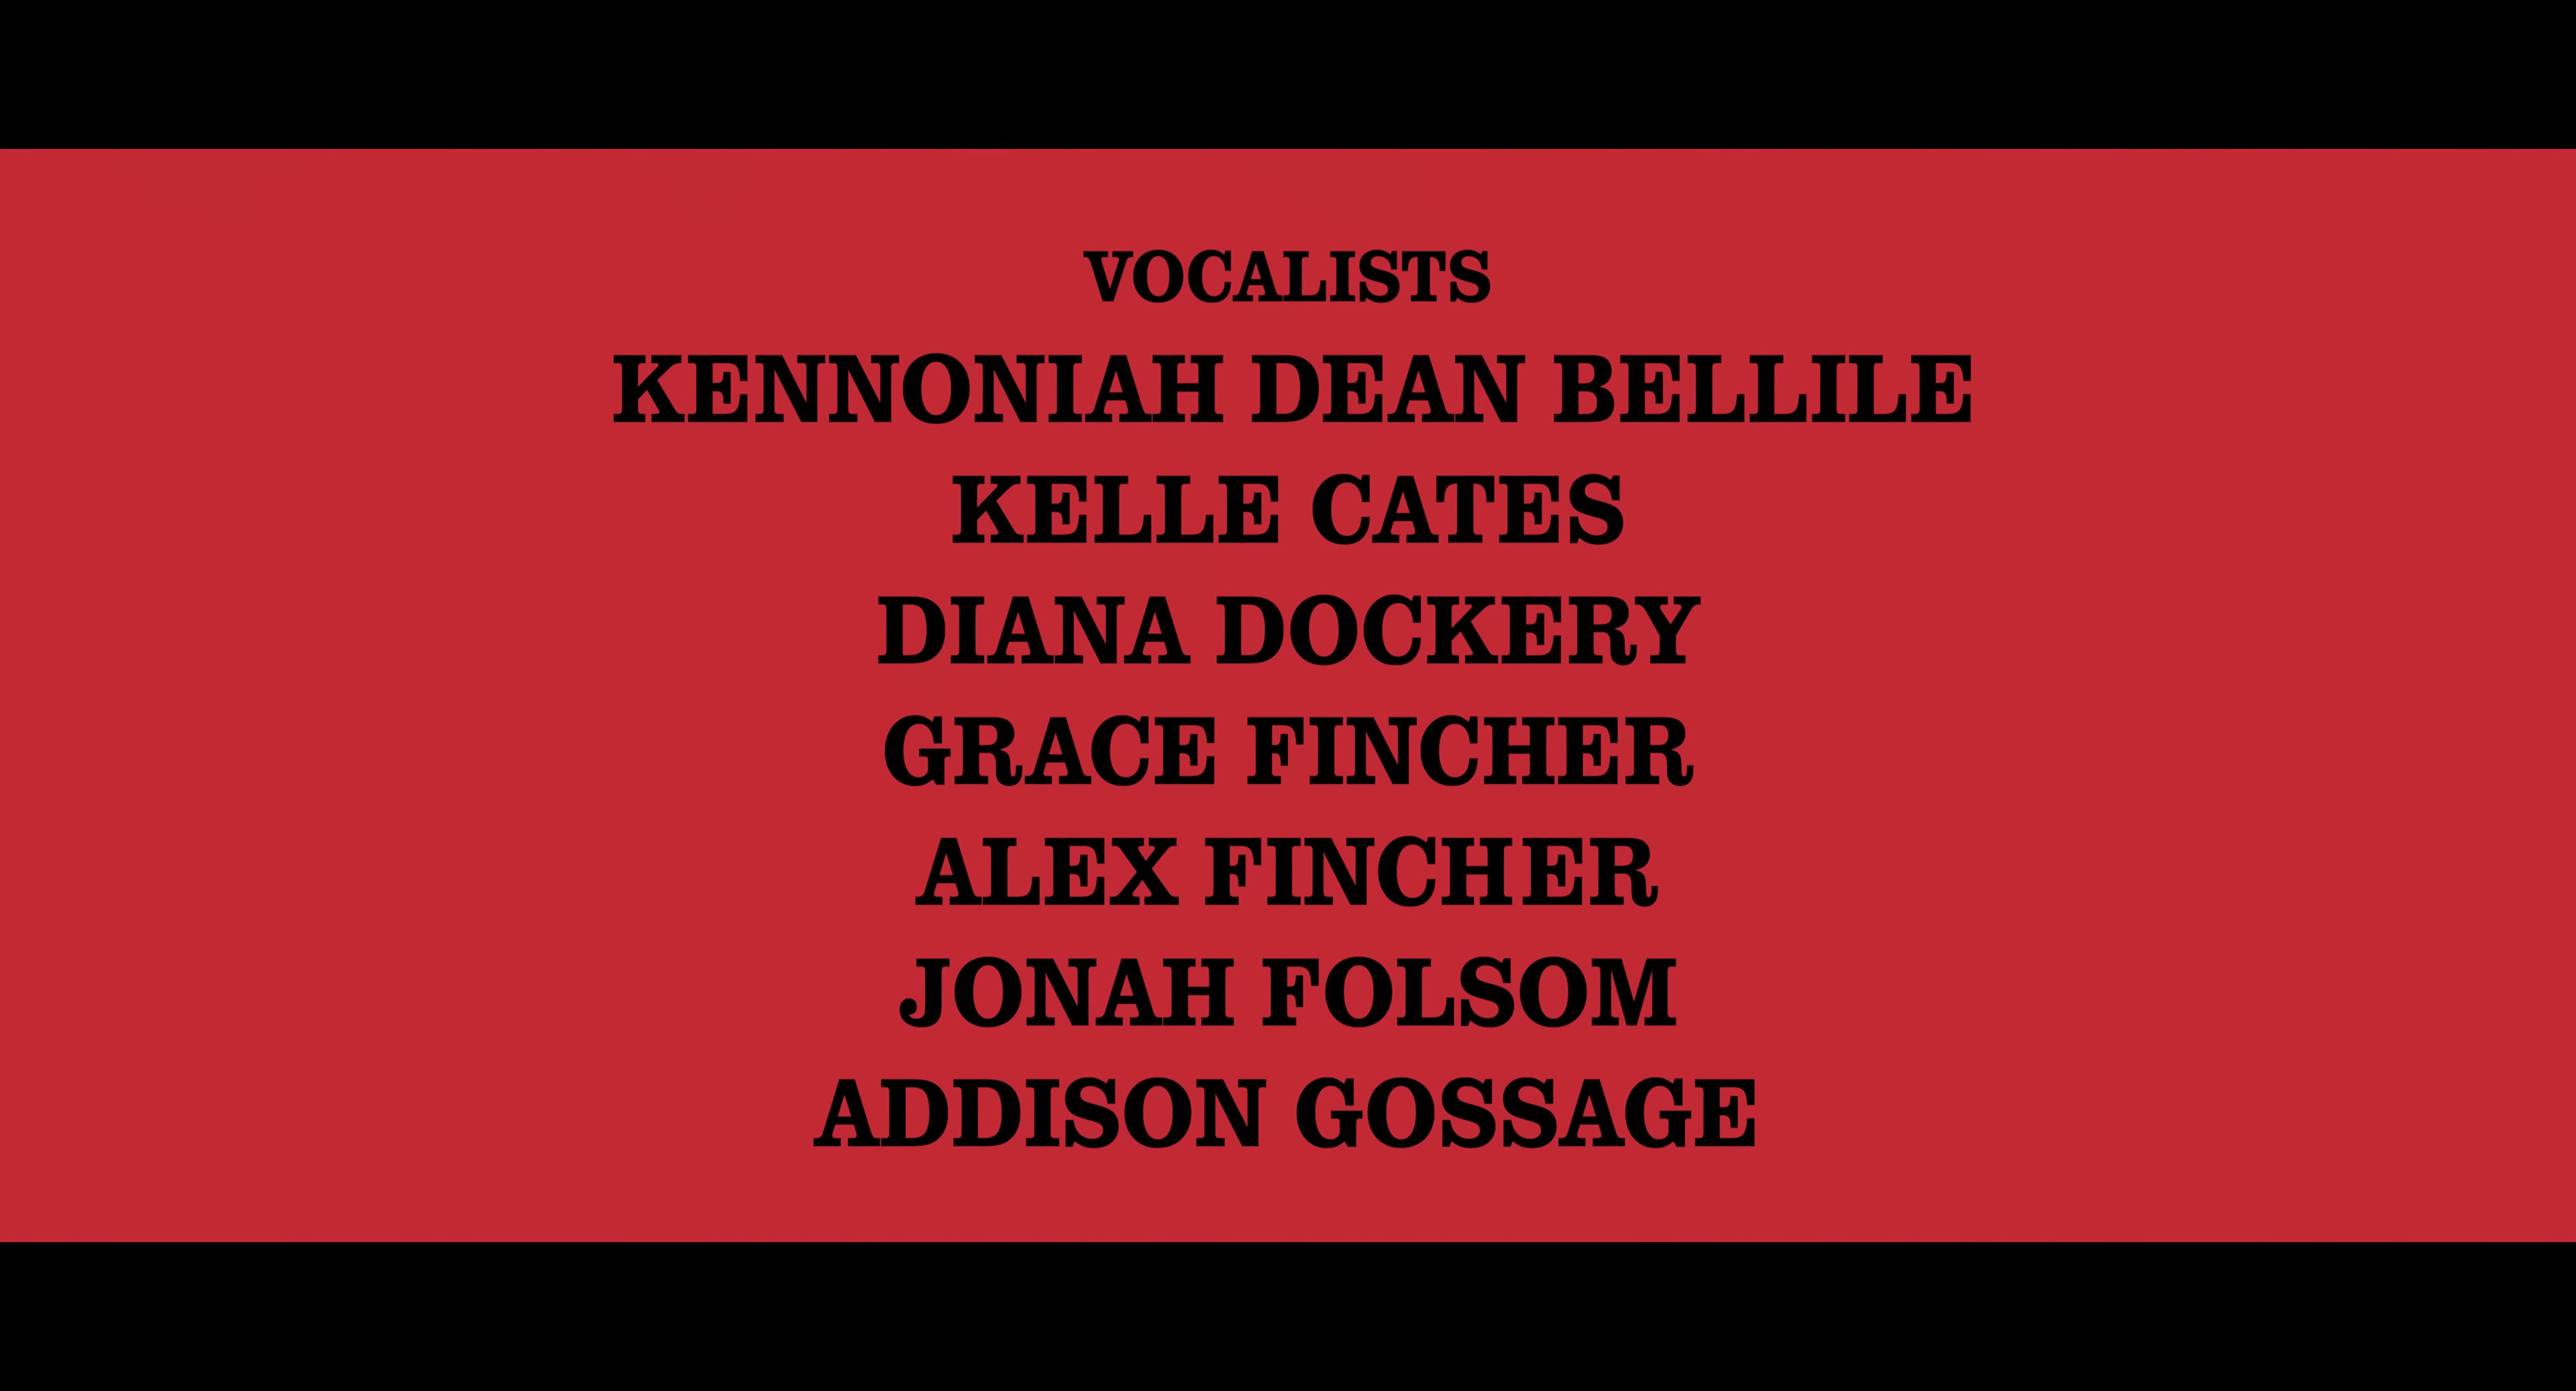 VOCALISTS
KENNONIAH DEAN BELLILE
KELLE CATES
DIANA DOCKERY
GRACE FINCHER
ALEX FINCHER
JONAH FOLSOM
ADDISON GOSSAGE